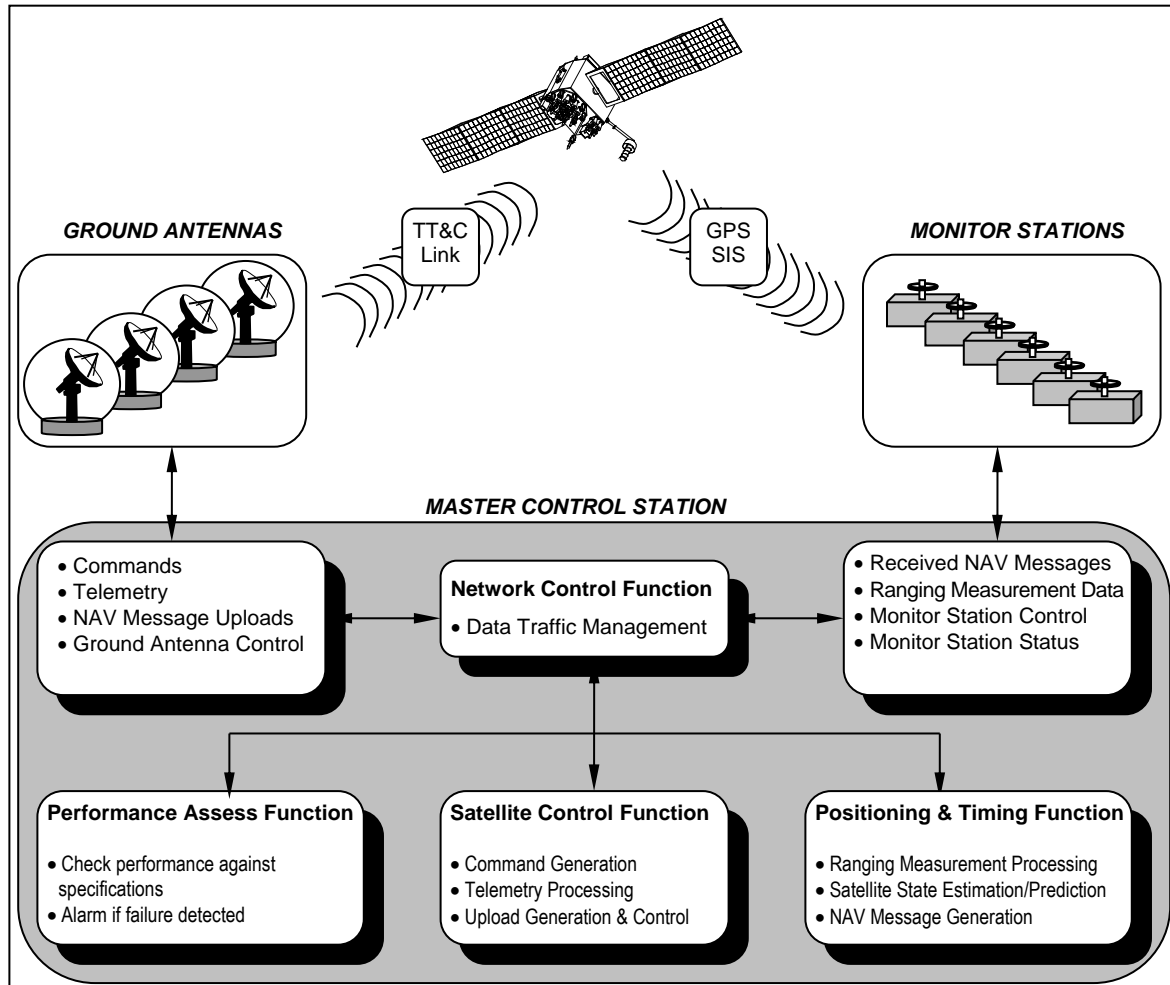 GROUND ANTENNAS
TT&C
Link
GPS
SIS
MONITOR STATIONS
MASTER CONTROL STATION
• Commands
• Telemetry
• NAV Message Uploads
• Ground Antenna Control
Network Control Function
• Data Traffic Management
• Received NAV Messages
• Ranging Measurement Data
• Monitor Station Control
• Monitor Station Status
Performance Assess Function
• Check performance against
specifications
• Alarm if failure detected
Satellite Control Function
• Command Generation
• Telemetry Processing
• Upload Generation & Control
Positioning & Timing Function
• Ranging Measurement Processing
• Satellite State Estimation/Prediction
• NAV Message Generation